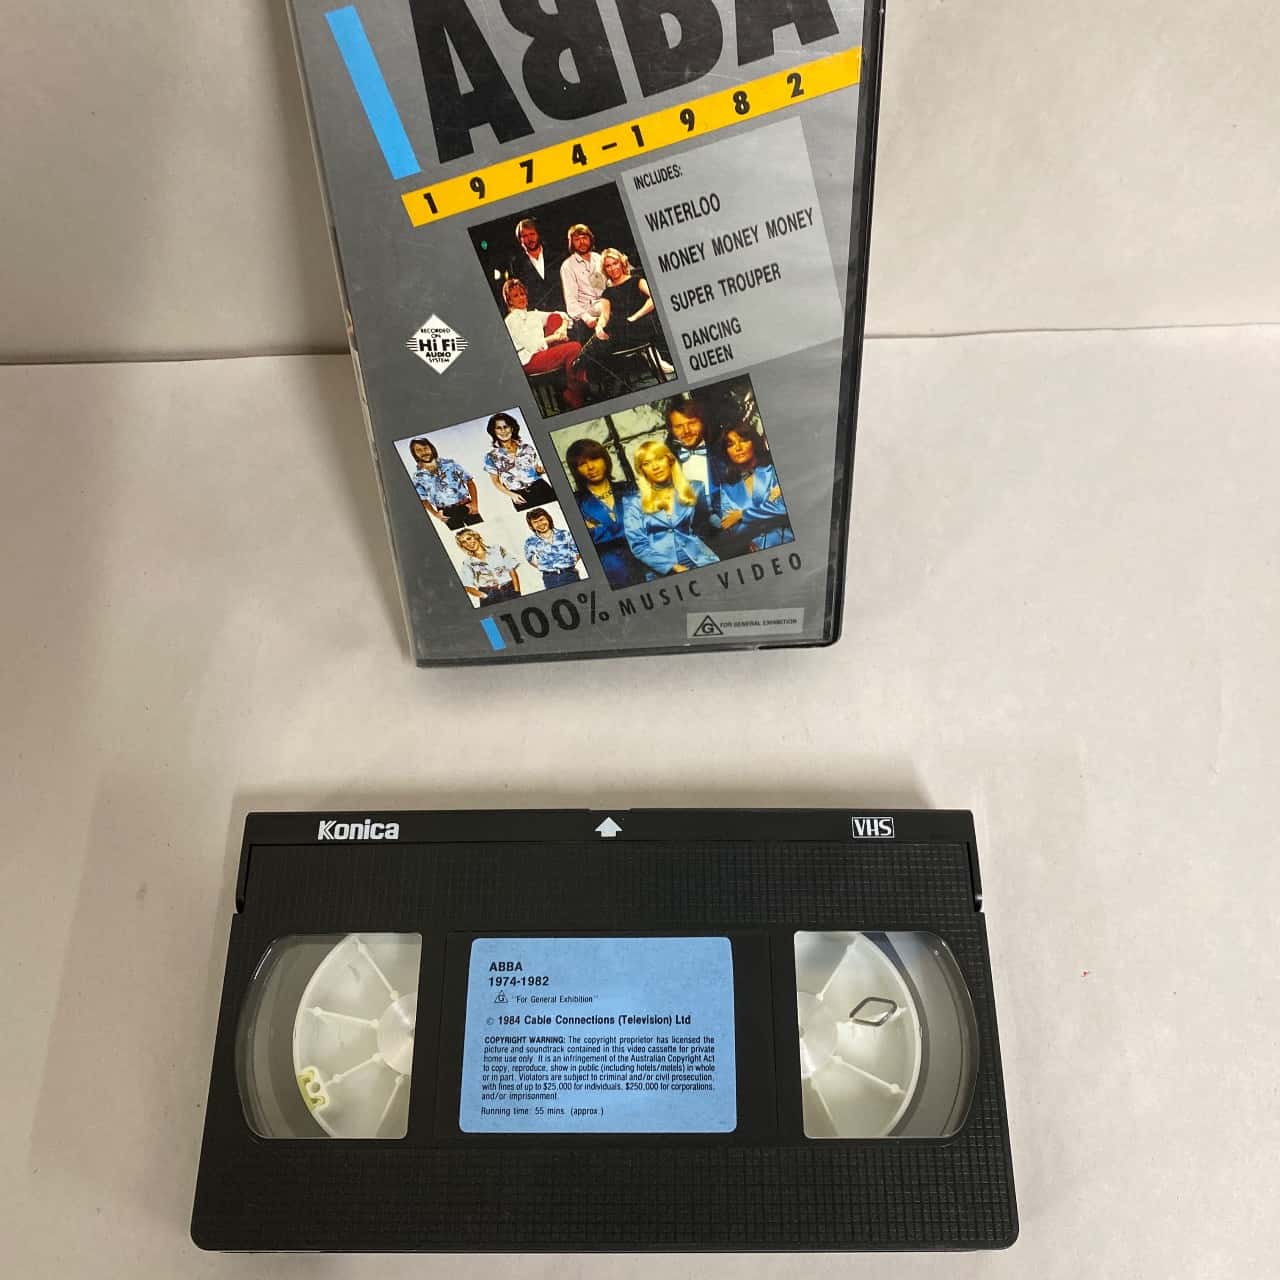 ABBA
1974-1982
INCLUDES:
WATERLOO
MONEY MONEY MONEY
SUPER TROUPER
DANCING
QUEEN
RECORDED
ON
Hi Fi
AUDIO
SYSTEM
100% MUSIC VIDEO
G FOR GENERAL EXHIBITION
Konica
VHS
ABBA
1974-1982
G "For General Exhibition"
© 1984 Cable Connections (Television) Ltd
COPYRIGHT WARNING: The copyright proprietor has licensed the
picture and soundtrack contained in this video cassette for private
home use only. It is an infringement of the Australian Copyright Act
to copy, reproduce, show in public (including hotels/motels) in whole
or in part. Violators are subject to criminal and/or civil prosecution,
with fines of up to $25,000 for individuals, $250,000 for corporations,
and/or imprisonment.
Running time: 55 mins. (approx.)